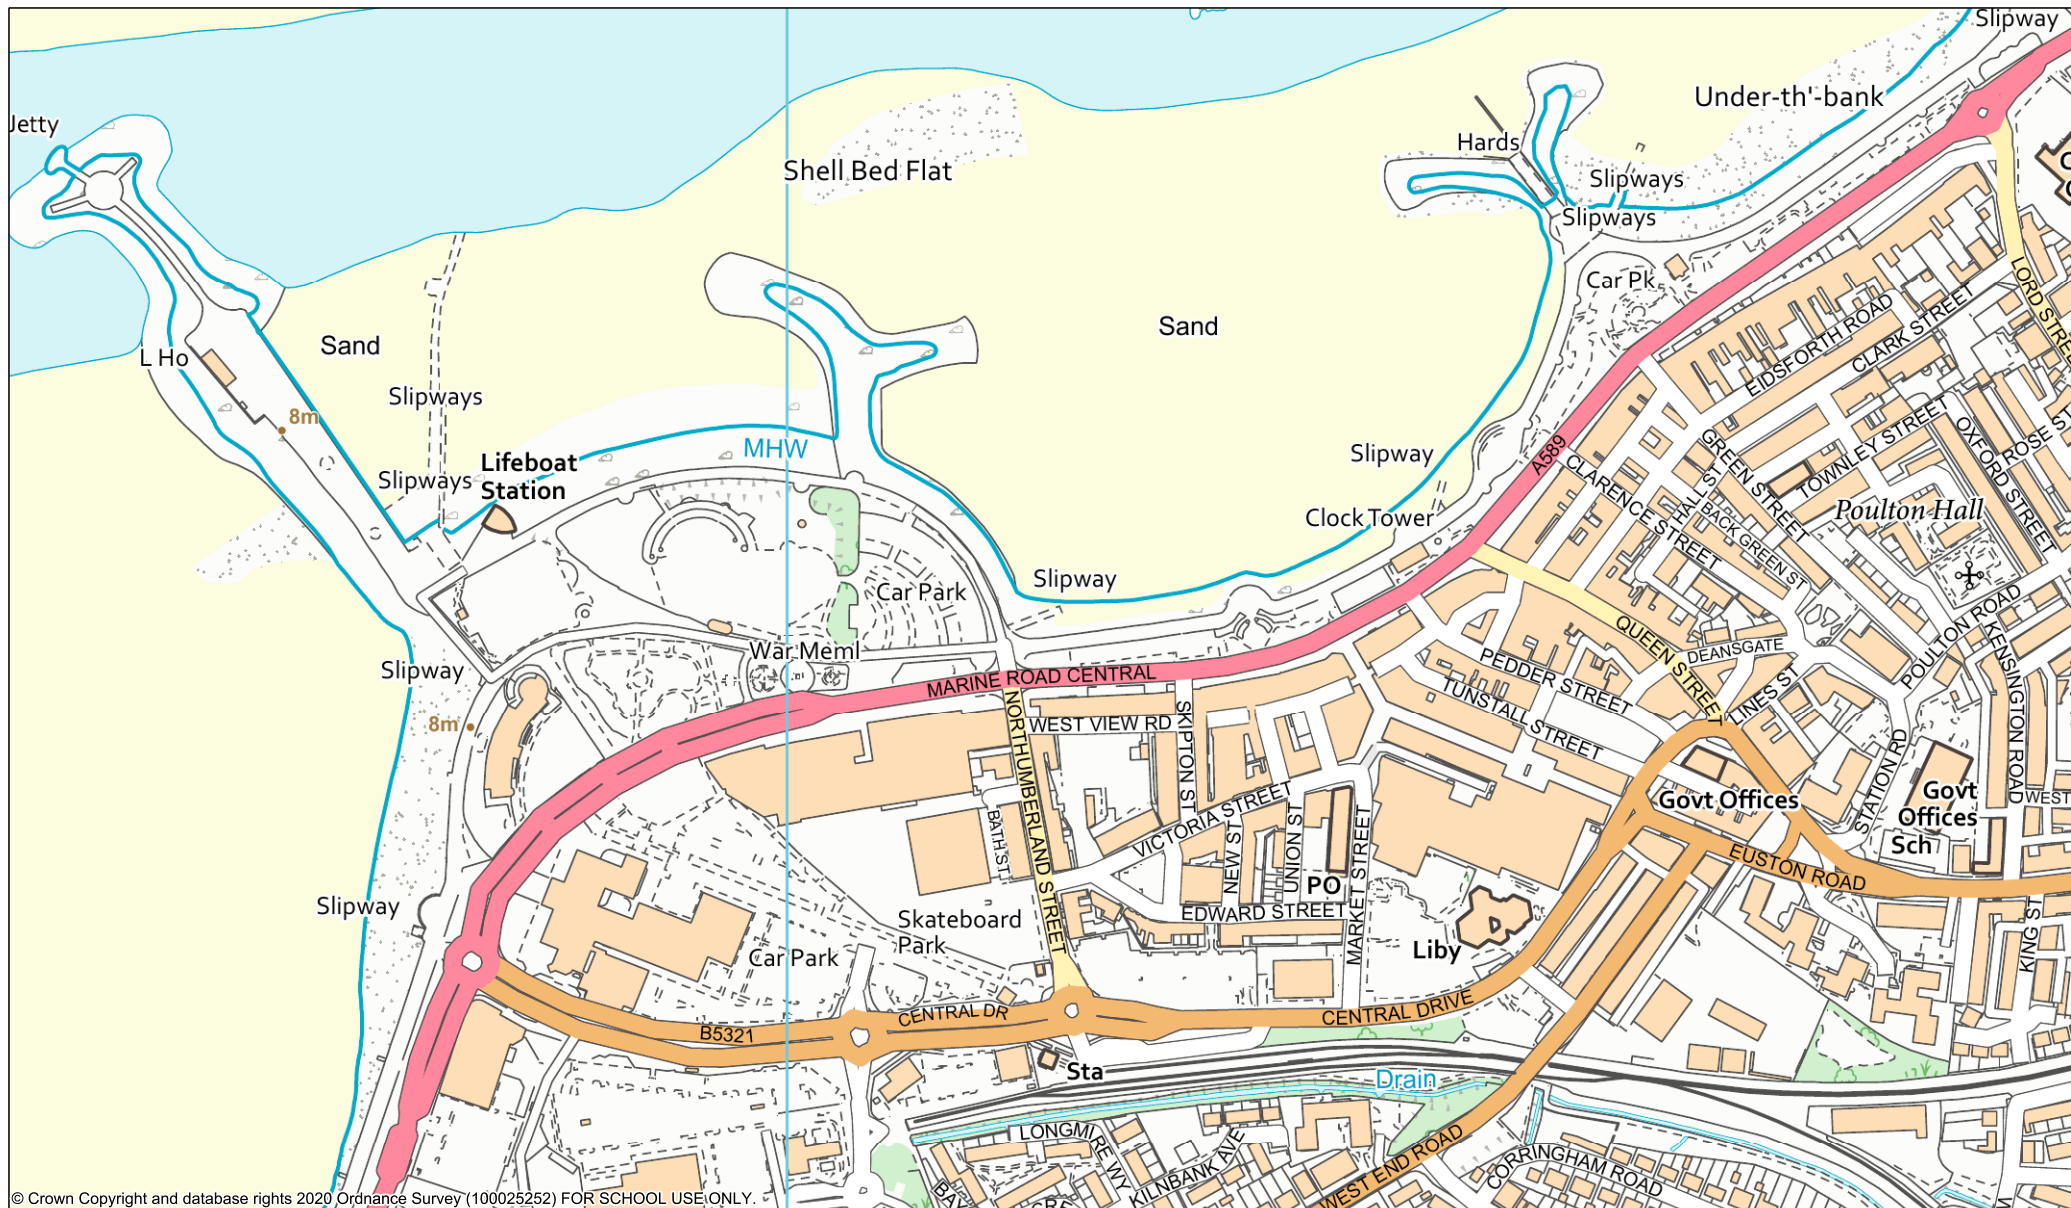 Slipway
Jetty
Under-th'-bank
Hards
Shell Bed Flat
Slipways
Slipways
Car Pk
LORD STREE
Sand
Sand
L Ho
EIDSFORTH ROAD
CLARK STREET
Slipways
8m
MHW
A589
Slipway
Lifeboat
Station
Slipways
CLARENCE STREET
HALL ST
GREEN STREET
BACK GREEN ST
TOWNLEY STREET
OXFORD STREET
ROSE ST
Poulton Hall
Clock Tower
Slipway
Car Park
War Meml
Slipway
8m
MARINE ROAD CENTRAL
QUEEN STREET
DEANSGATE
POULTON ROAD
KENSINGTON ROAD
PEDDER STREET
TUNSTALL STREET
LINES ST
STATION RD
WEST VIEW RD
SKIPTON ST
NORTHUMBERLAND STREET
BATH ST
VICTORIA STREET
NEW ST
UNION ST
MARKET STREET
PO
EDWARD STREET
Govt Offices
Govt
Offices
Sch
WEST
EUSTON ROAD
KING ST
Slipway
Skateboard
Park
Car Park
Liby
B5321
CENTRAL DR
CENTRAL DRIVE
Sta
Drain
LONGMIRE WY
KILNBANK AVE
WEST END ROAD
CORRINGHAM ROAD
© Crown Copyright and database rights 2020 Ordnance Survey (100025252) FOR SCHOOL USE ONLY.